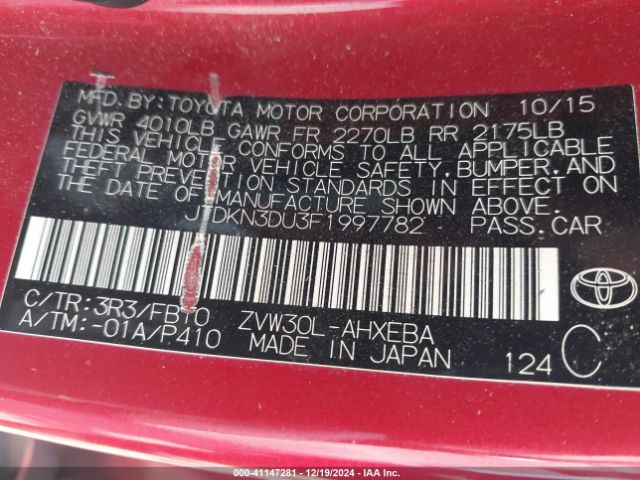 MFD. BY: TOYOTA MOTOR CORPORATION 10/15
GVWR 4010LB GAWR FR 2270LB RR 2175LB
THIS VEHICLE CONFORMS TO ALL APPLICABLE
FEDERAL MOTOR VEHICLE SAFETY, BUMPER, AND
THEFT PREVENTION STANDARDS IN EFFECT ON
THE DATE OF MANUFACTURE SHOWN ABOVE.
JTDKN3DU3F1997782 PASS. CAR
C/TR: 3R3/FB10 ZVW30L-AHXEBA
A/TM: -01A/P410 MADE IN JAPAN 124 C
TOYOTA
000-41147281 | 12/19/2024 | IAA Inc.